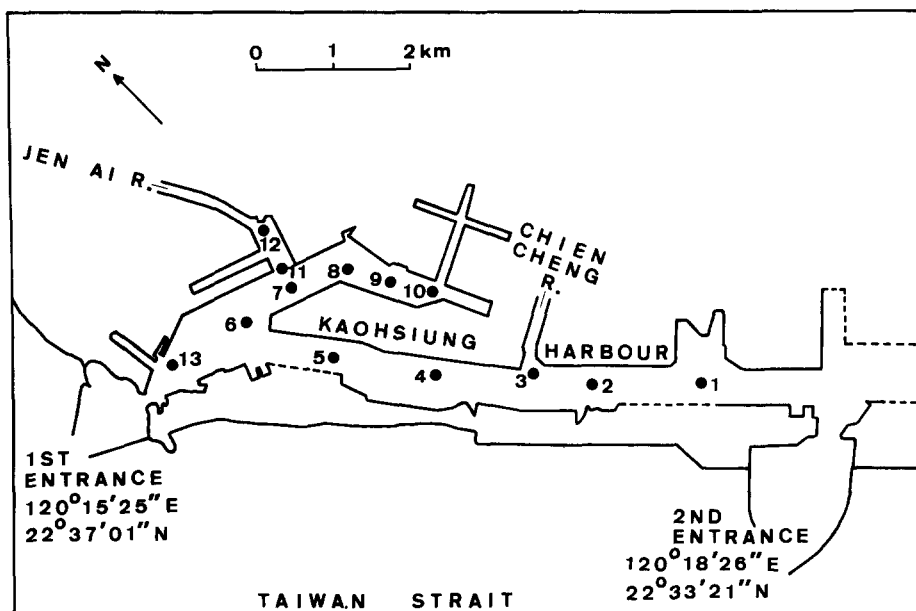 0 1 2 km
N
JEN AI R.
CHIEN
CHENG
R.
12
11
8
7
9
10
6
KAOHSIUNG
HARBOUR
5
13
4
3
2
1
1ST
ENTRANCE
120°15'25"E
22°37'01"N
2ND
ENTRANCE
120°18'26"E
22°33'21"N
TAIWAN STRAIT